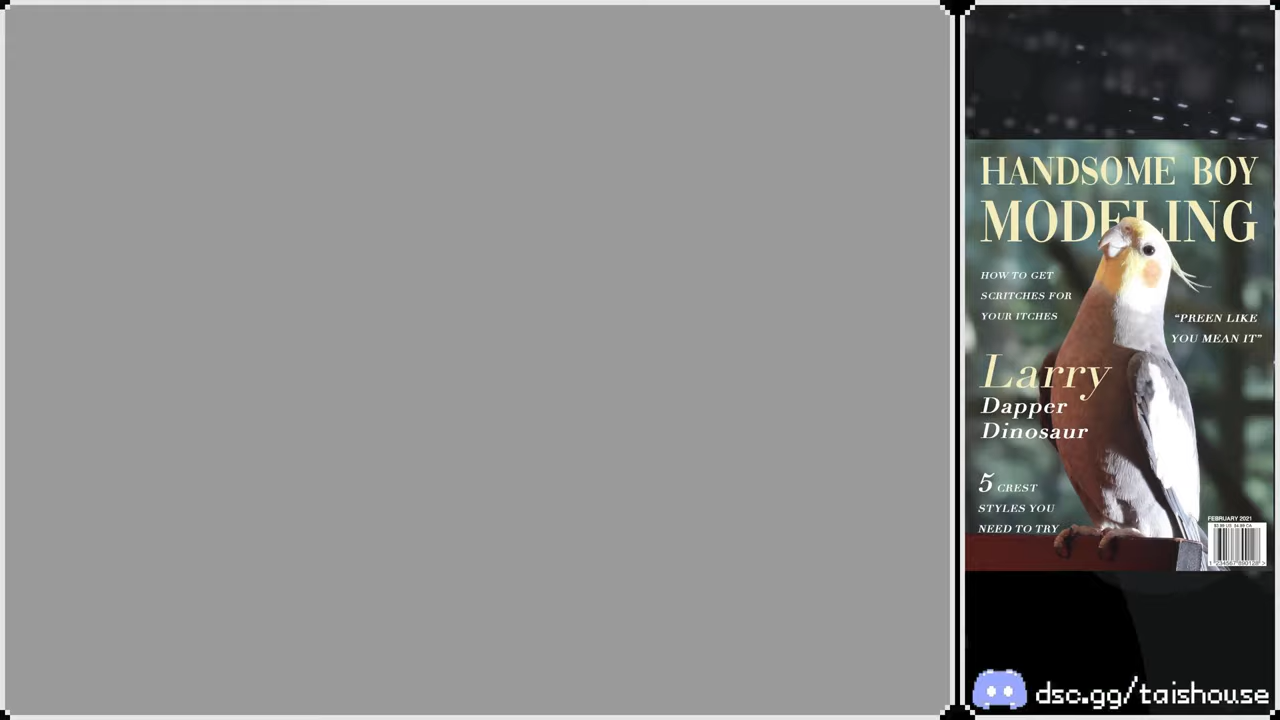 HANDSOME BOY
MODELING
HOW TO GET
SCRITCHES FOR
YOUR ITCHES
"PREEN LIKE
YOU MEAN IT"
Larry
Dapper
Dinosaur
5 CREST
STYLES YOU
NEED TO TRY
FEBRUARY 2021
dsc.gg/taishouse